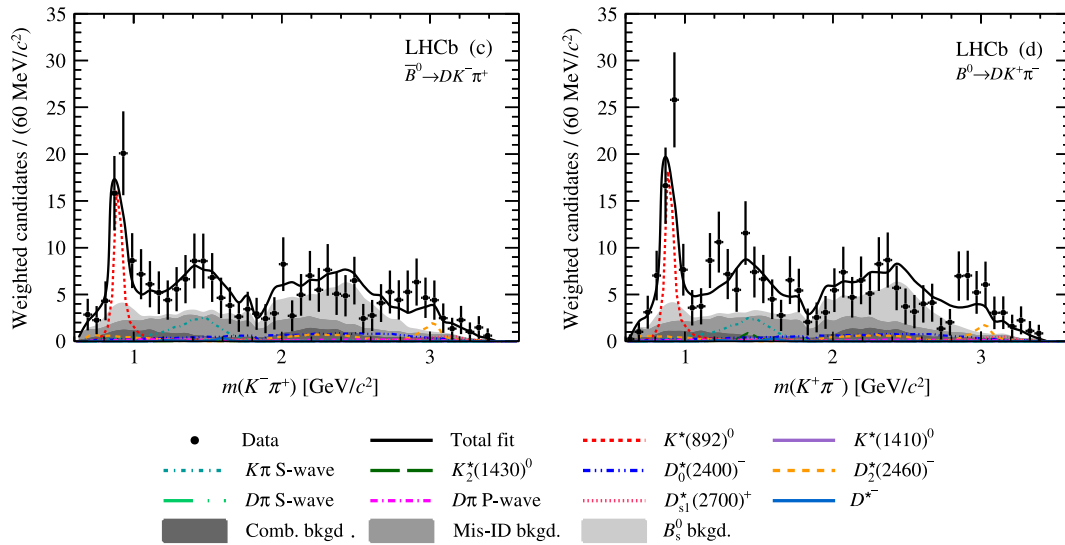 35
30
25
20
15
10
5
0
Weighted candidates / (60 MeV/c²)
LHCb (c)
B̅⁰→DK⁻π⁺
1 2 3
m(K⁻π⁺) [GeV/c²]
35
30
25
20
15
10
5
0
Weighted candidates / (60 MeV/c²)
LHCb (d)
B⁰→DK⁺π⁻
1 2 3
m(K⁺π⁻) [GeV/c²]
Data Total fit K*(892)⁰ K*(1410)⁰
Kπ S-wave K*₂(1430)⁰ D*₀(2400)⁻ D*₂(2460)⁻
Dπ S-wave Dπ P-wave D*ₛ₁(2700)⁺ D*⁻
Comb. bkgd . Mis-ID bkgd. B⁰ₛ bkgd.